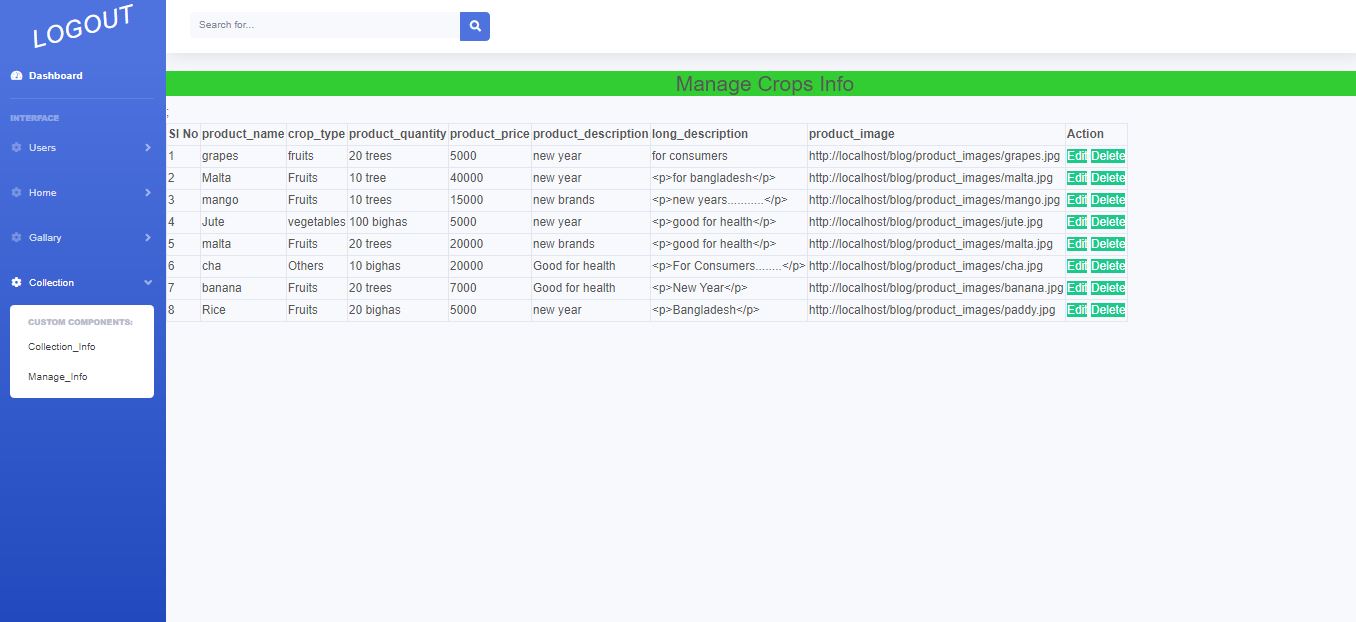 LOGOUT
Dashboard
INTERFACE
Users
Home
Gallary
Collection
CUSTOM COMPONENTS:
Collection_Info
Manage_Info
Search for...
Manage Crops Info
;
Sl No product_name crop_type product_quantity product_price product_description long_description product_image Action
1 grapes fruits 20 trees 5000 new year for consumers http://localhost/blog/product_images/grapes.jpg Edit Delete
2 Malta Fruits 10 tree 40000 new year <p>for bangladesh</p> http://localhost/blog/product_images/malta.jpg Edit Delete
3 mango Fruits 10 trees 15000 new brands <p>new years...........</p> http://localhost/blog/product_images/mango.jpg Edit Delete
4 Jute vegetables 100 bighas 5000 new year <p>good for health</p> http://localhost/blog/product_images/jute.jpg Edit Delete
5 malta Fruits 20 trees 20000 new brands <p>good for health</p> http://localhost/blog/product_images/malta.jpg Edit Delete
6 cha Others 10 bighas 20000 Good for health <p>For Consumers........</p> http://localhost/blog/product_images/cha.jpg Edit Delete
7 banana Fruits 20 trees 7000 Good for health <p>New Year</p> http://localhost/blog/product_images/banana.jpg Edit Delete
8 Rice Fruits 20 bighas 5000 new year <p>Bangladesh</p> http://localhost/blog/product_images/paddy.jpg Edit Delete